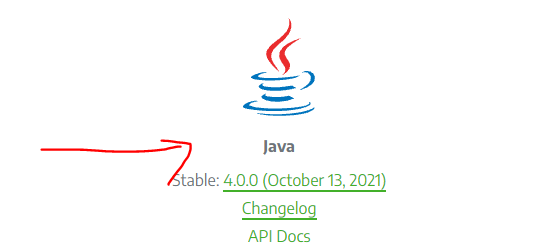 Java
Stable: 4.0.0 (October 13, 2021)
Changelog
API Docs